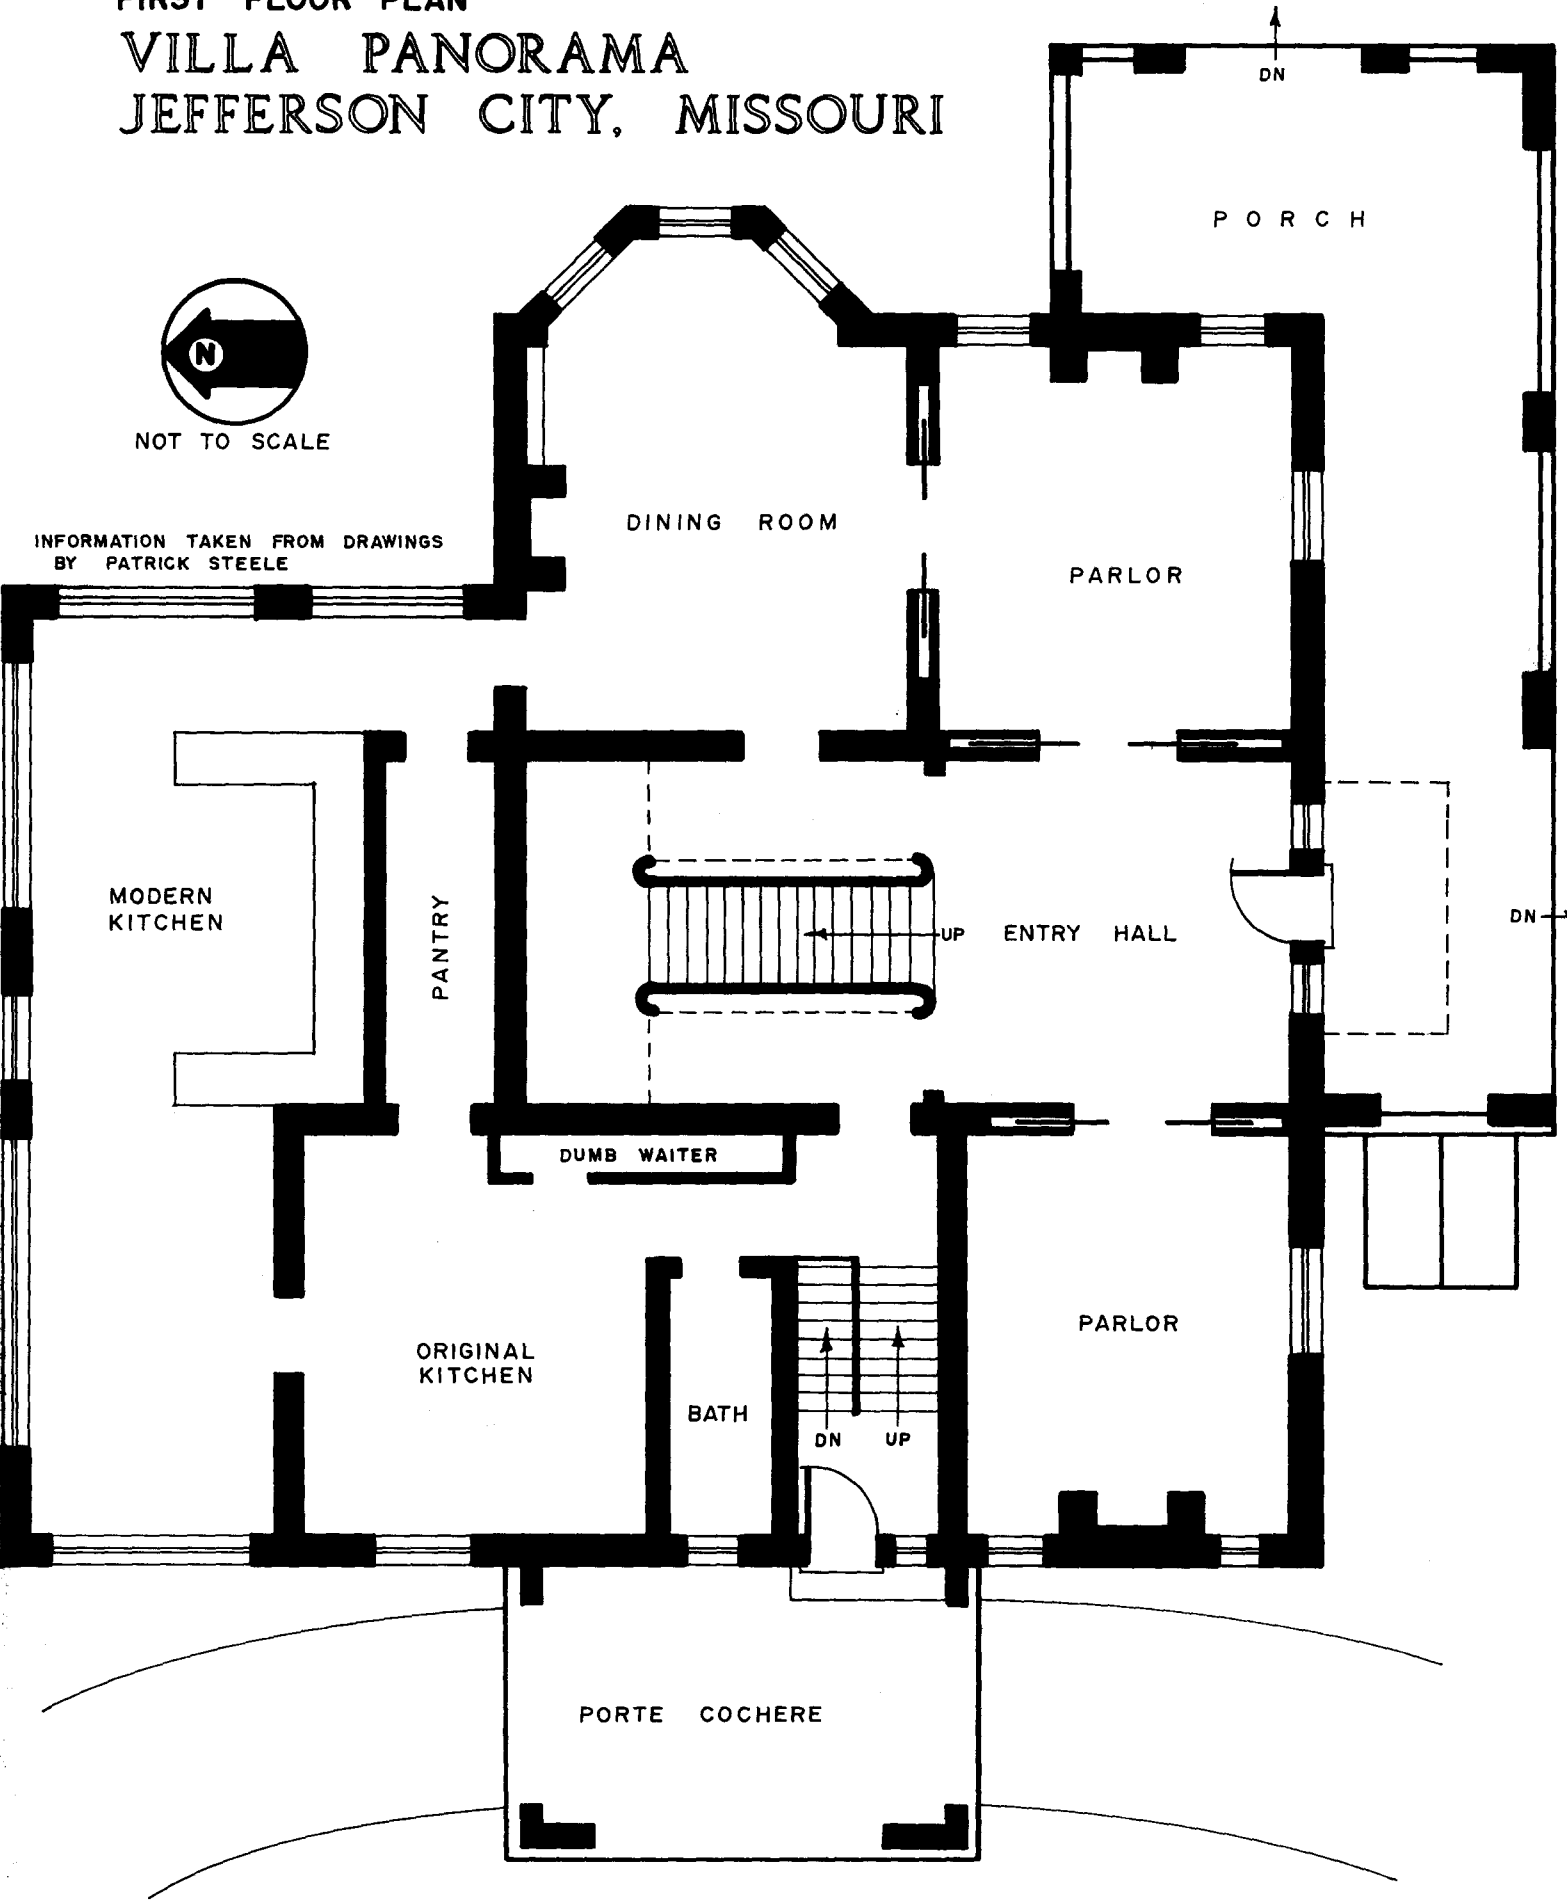 FIRST FLOOR PLAN
VILLA PANORAMA
JEFFERSON CITY, MISSOURI
DN
PORCH
N
NOT TO SCALE
INFORMATION TAKEN FROM DRAWINGS
BY PATRICK STEELE
DINING ROOM
PARLOR
MODERN
KITCHEN
PANTRY
UP
ENTRY HALL
DN
DUMB WAITER
ORIGINAL
KITCHEN
BATH
DN
UP
PARLOR
PORTE COCHERE